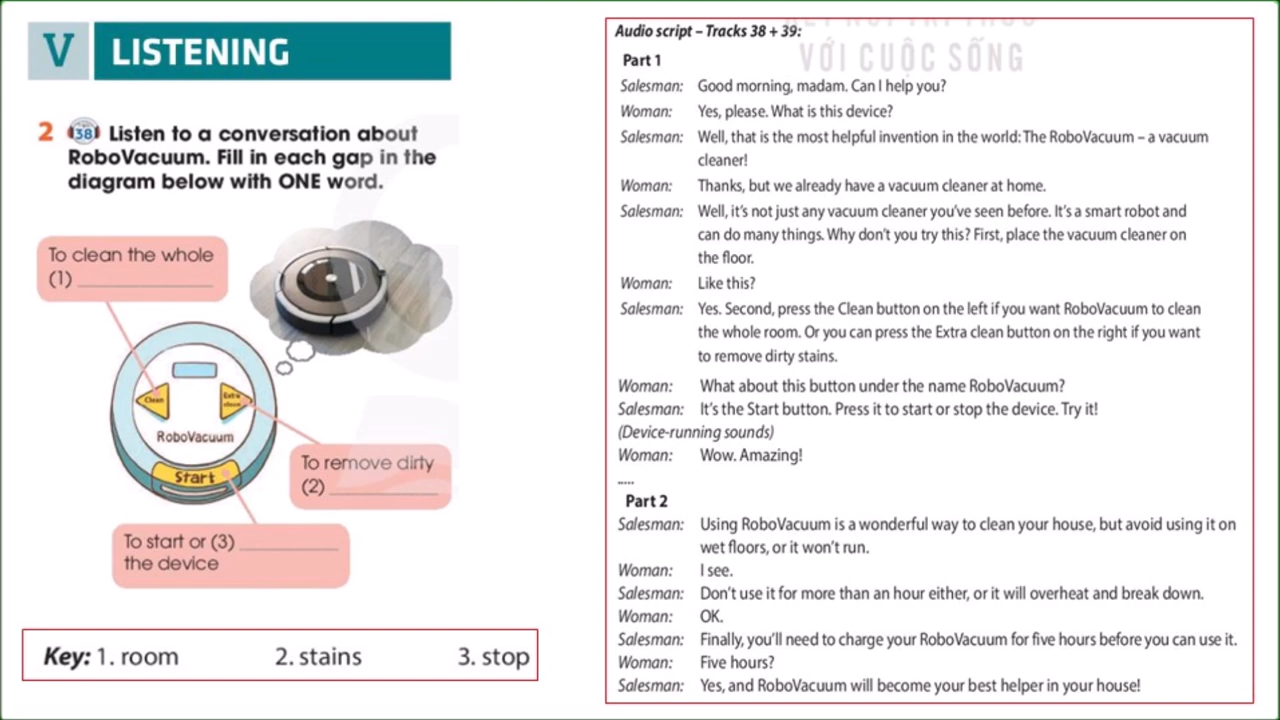 V LISTENING
2 38 Listen to a conversation about
RoboVacuum. Fill in each gap in the
diagram below with ONE word.
To clean the whole
(1) ____________
Clean
Extra
clean
RoboVacuum
Start
To remove dirty
(2) ____________
To start or (3) ____________
the device
Key: 1. room 2. stains 3. stop
VỚI CUỘC SỐNG
Audio script – Tracks 38 + 39:
Part 1
Salesman: Good morning, madam. Can I help you?
Woman: Yes, please. What is this device?
Salesman: Well, that is the most helpful invention in the world: The RoboVacuum – a vacuum
cleaner!
Woman: Thanks, but we already have a vacuum cleaner at home.
Salesman: Well, it's not just any vacuum cleaner you've seen before. It's a smart robot and
can do many things. Why don't you try this? First, place the vacuum cleaner on
the floor.
Woman: Like this?
Salesman: Yes. Second, press the Clean button on the left if you want RoboVacuum to clean
the whole room. Or you can press the Extra clean button on the right if you want
to remove dirty stains.
Woman: What about this button under the name RoboVacuum?
Salesman: It's the Start button. Press it to start or stop the device. Try it!
(Device-running sounds)
Woman: Wow. Amazing!
.....
Part 2
Salesman: Using RoboVacuum is a wonderful way to clean your house, but avoid using it on
wet floors, or it won't run.
Woman: I see.
Salesman: Don't use it for more than an hour either, or it will overheat and break down.
Woman: OK.
Salesman: Finally, you'll need to charge your RoboVacuum for five hours before you can use it.
Woman: Five hours?
Salesman: Yes, and RoboVacuum will become your best helper in your house!